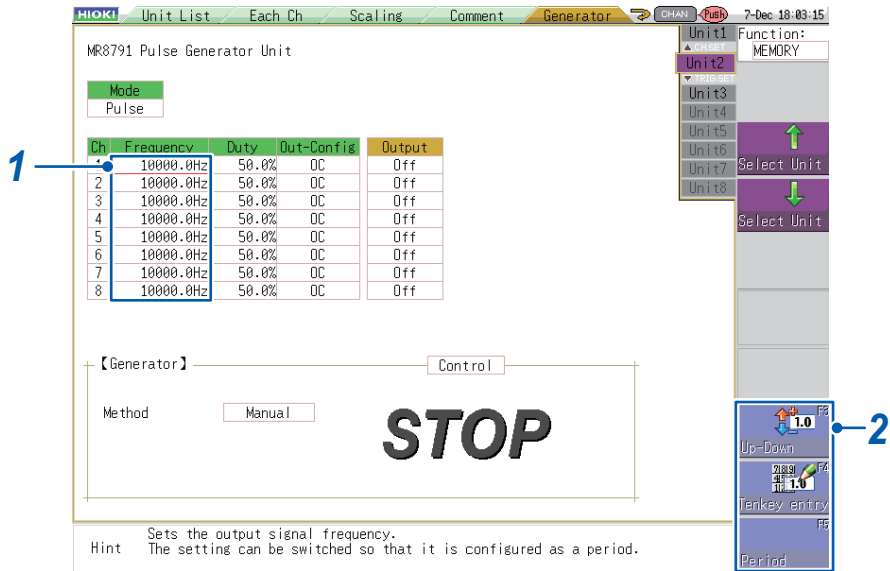 HIOKI Unit List Each Ch Scaling Comment Generator CHAN Push 7-Dec 18:03:15
Unit1 Function:
▲ CH.SET MEMORY
MR8791 Pulse Generator Unit
Unit2
▼ TRIG.SET
Mode
Unit3
Pulse
Unit4
Unit5
Ch Frequency Duty Out-Config Output
Unit6
1 10000.0Hz 50.0% OC Off
Unit7 Select Unit
2 10000.0Hz 50.0% OC Off
Unit8
3 10000.0Hz 50.0% OC Off
4 10000.0Hz 50.0% OC Off
Select Unit
5 10000.0Hz 50.0% OC Off
6 10000.0Hz 50.0% OC Off
7 10000.0Hz 50.0% OC Off
8 10000.0Hz 50.0% OC Off
1
【Generator】 Control
Method Manual
STOP
F3
1.0
Up-Down
2
F4
1.0
Tenkey entry
F5
Period
Hint Sets the output signal frequency.
The setting can be switched so that it is configured as a period.